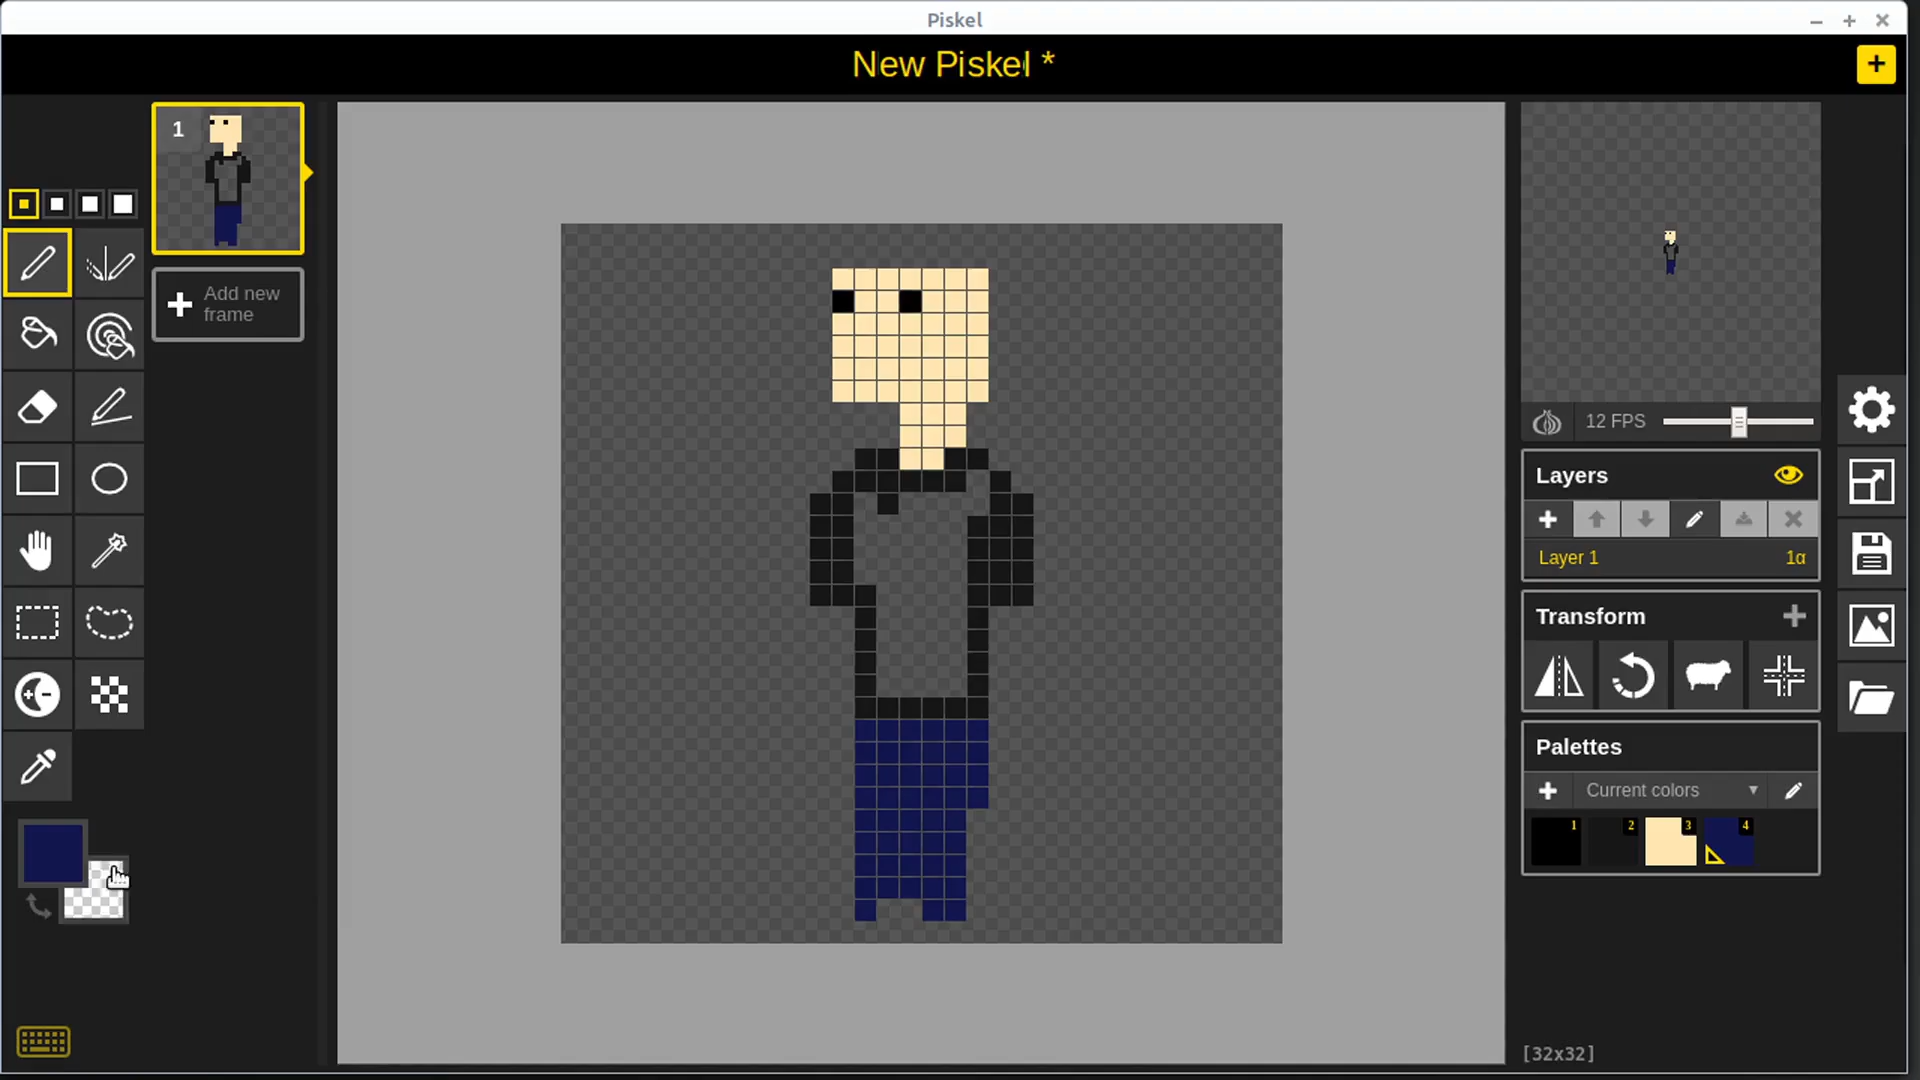 Piskel
New Piskel *
1
Add new
frame
12 FPS
Layers
Layer 1
1α
Transform
Palettes
Current colors
1 2 3 4
[32x32]